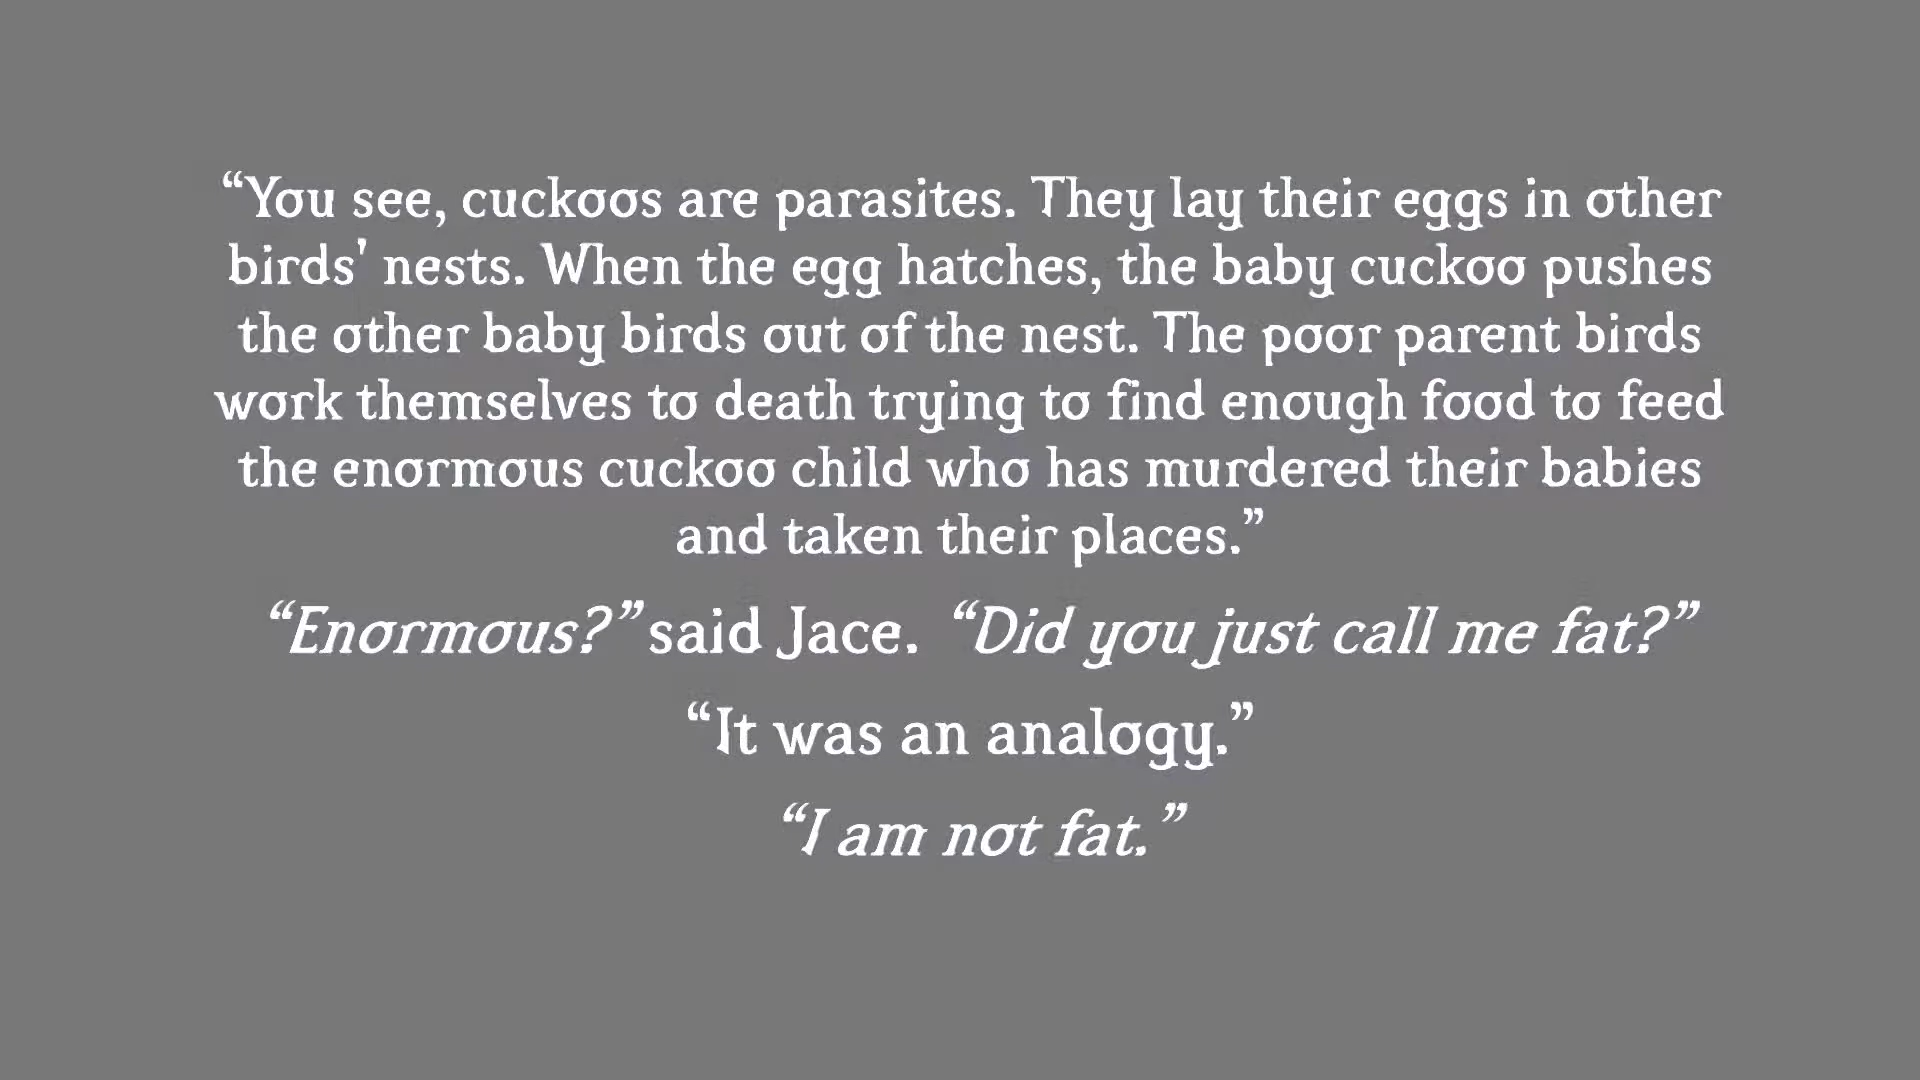 “You see, cuckoos are parasites. They lay their eggs in other
birds' nests. When the egg hatches, the baby cuckoo pushes
the other baby birds out of the nest. The poor parent birds
work themselves to death trying to find enough food to feed
the enormous cuckoo child who has murdered their babies
and taken their places.”
“Enormous?” said Jace. “Did you just call me fat?”
“It was an analogy.”
“I am not fat.”